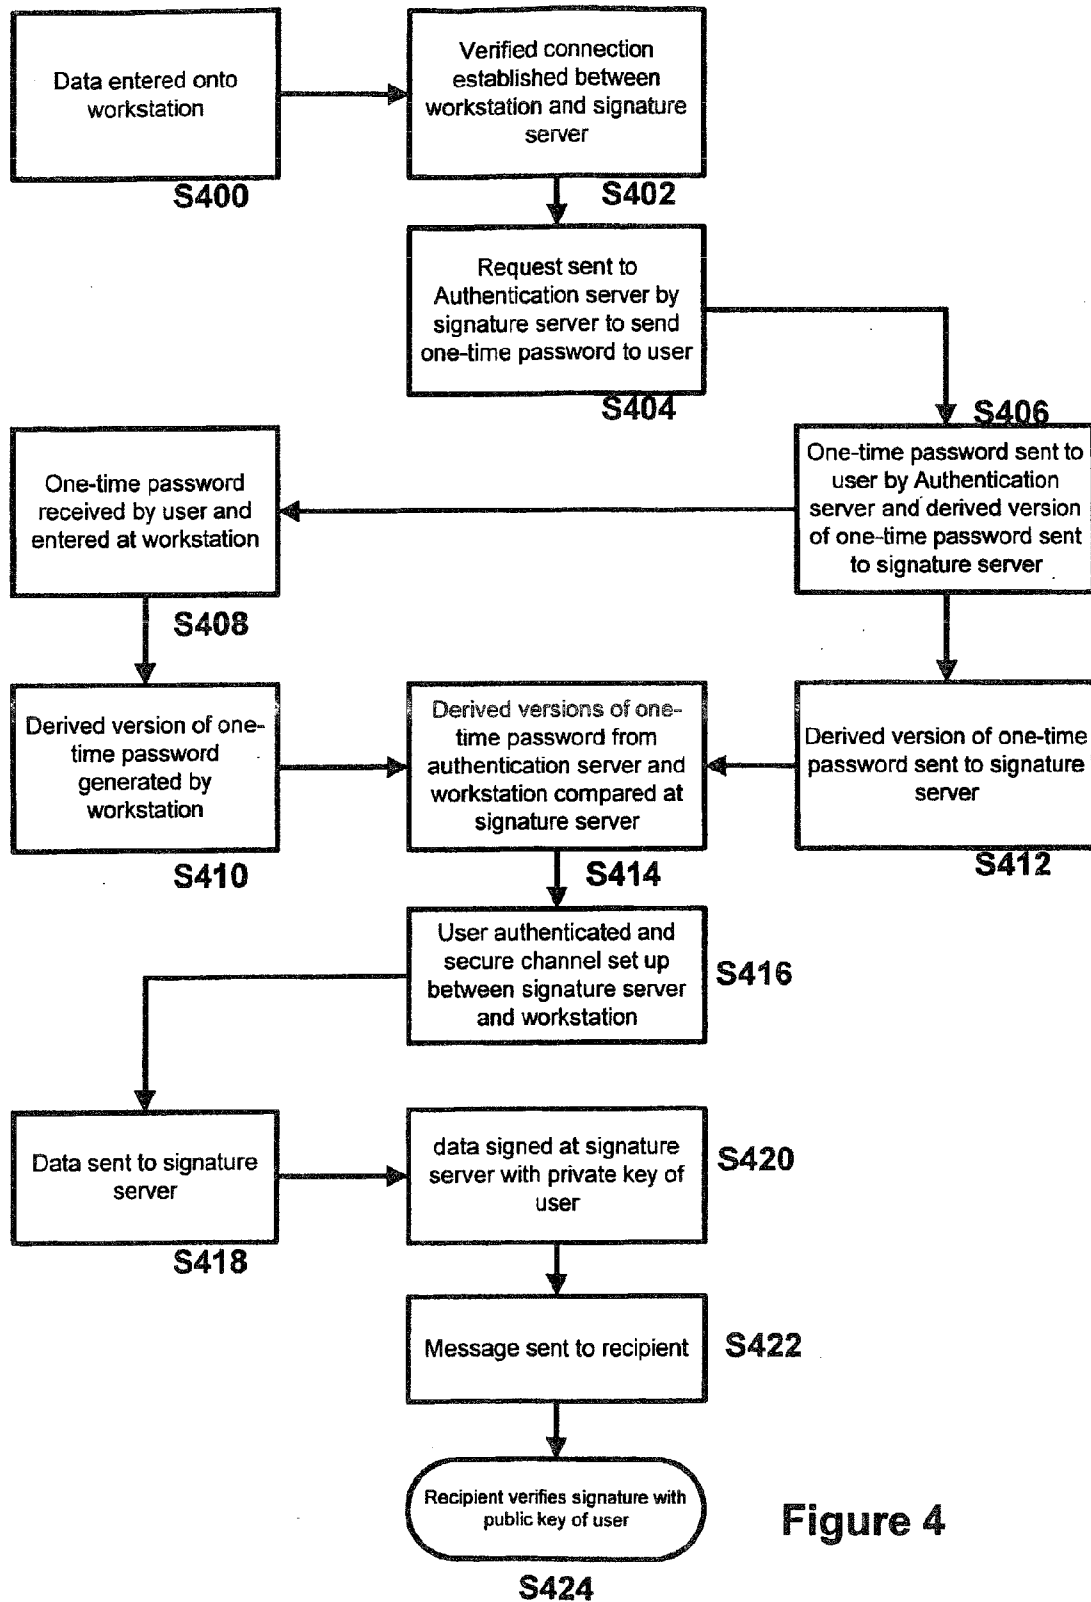 Data entered onto
workstation
S400
Verified connection
established between
workstation and signature
server
S402
Request sent to
Authentication server by
signature server to send
one-time password to user
S404
S406
One-time password sent to
user by Authentication
server and derived version
of one-time password sent
to signature server
One-time password
received by user and
entered at workstation
S408
Derived version of one-
time password
generated by
workstation
S410
Derived versions of one-
time password from
authentication server and
workstation compared at
signature server
S414
Derived version of one-time
password sent to signature
server
S412
User authenticated and
secure channel set up
between signature server
and workstation
S416
Data sent to signature
server
S418
data signed at signature
server with private key of
user
S420
Message sent to recipient
S422
Recipient verifies signature with
public key of user
S424
Figure 4